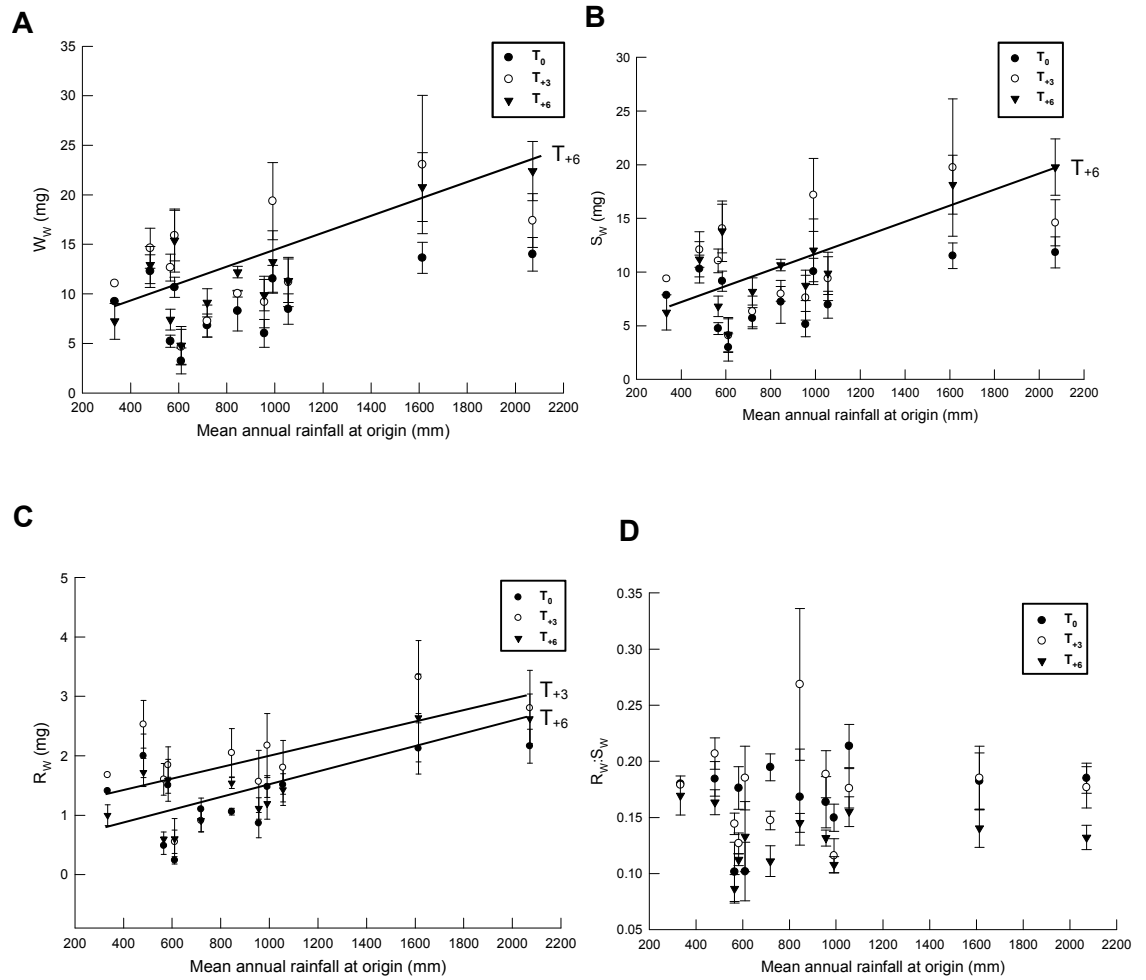 A
35
30
25
20
15
10
5
0
W_W (mg)
200 400 600 800 1000 1200 1400 1600 1800 2000 2200
Mean annual rainfall at origin (mm)
T_0
T_+3
T_+6
T_+6
B
30
25
20
15
10
5
0
S_W (mg)
200 400 600 800 1000 1200 1400 1600 1800 2000 2200
Mean annual rainfall at origin (mm)
T_0
T_+3
T_+6
T_+6
C
5
4
3
2
1
0
R_W (mg)
200 400 600 800 1000 1200 1400 1600 1800 2000 2200
Mean annual rainfall at origin (mm)
T_0
T_+3
T_+6
T_+3
T_+6
D
0.35
0.30
0.25
0.20
0.15
0.10
0.05
R_W:S_W
200 400 600 800 1000 1200 1400 1600 1800 2000 2200
Mean annual rainfall at origin (mm)
T_0
T_+3
T_+6